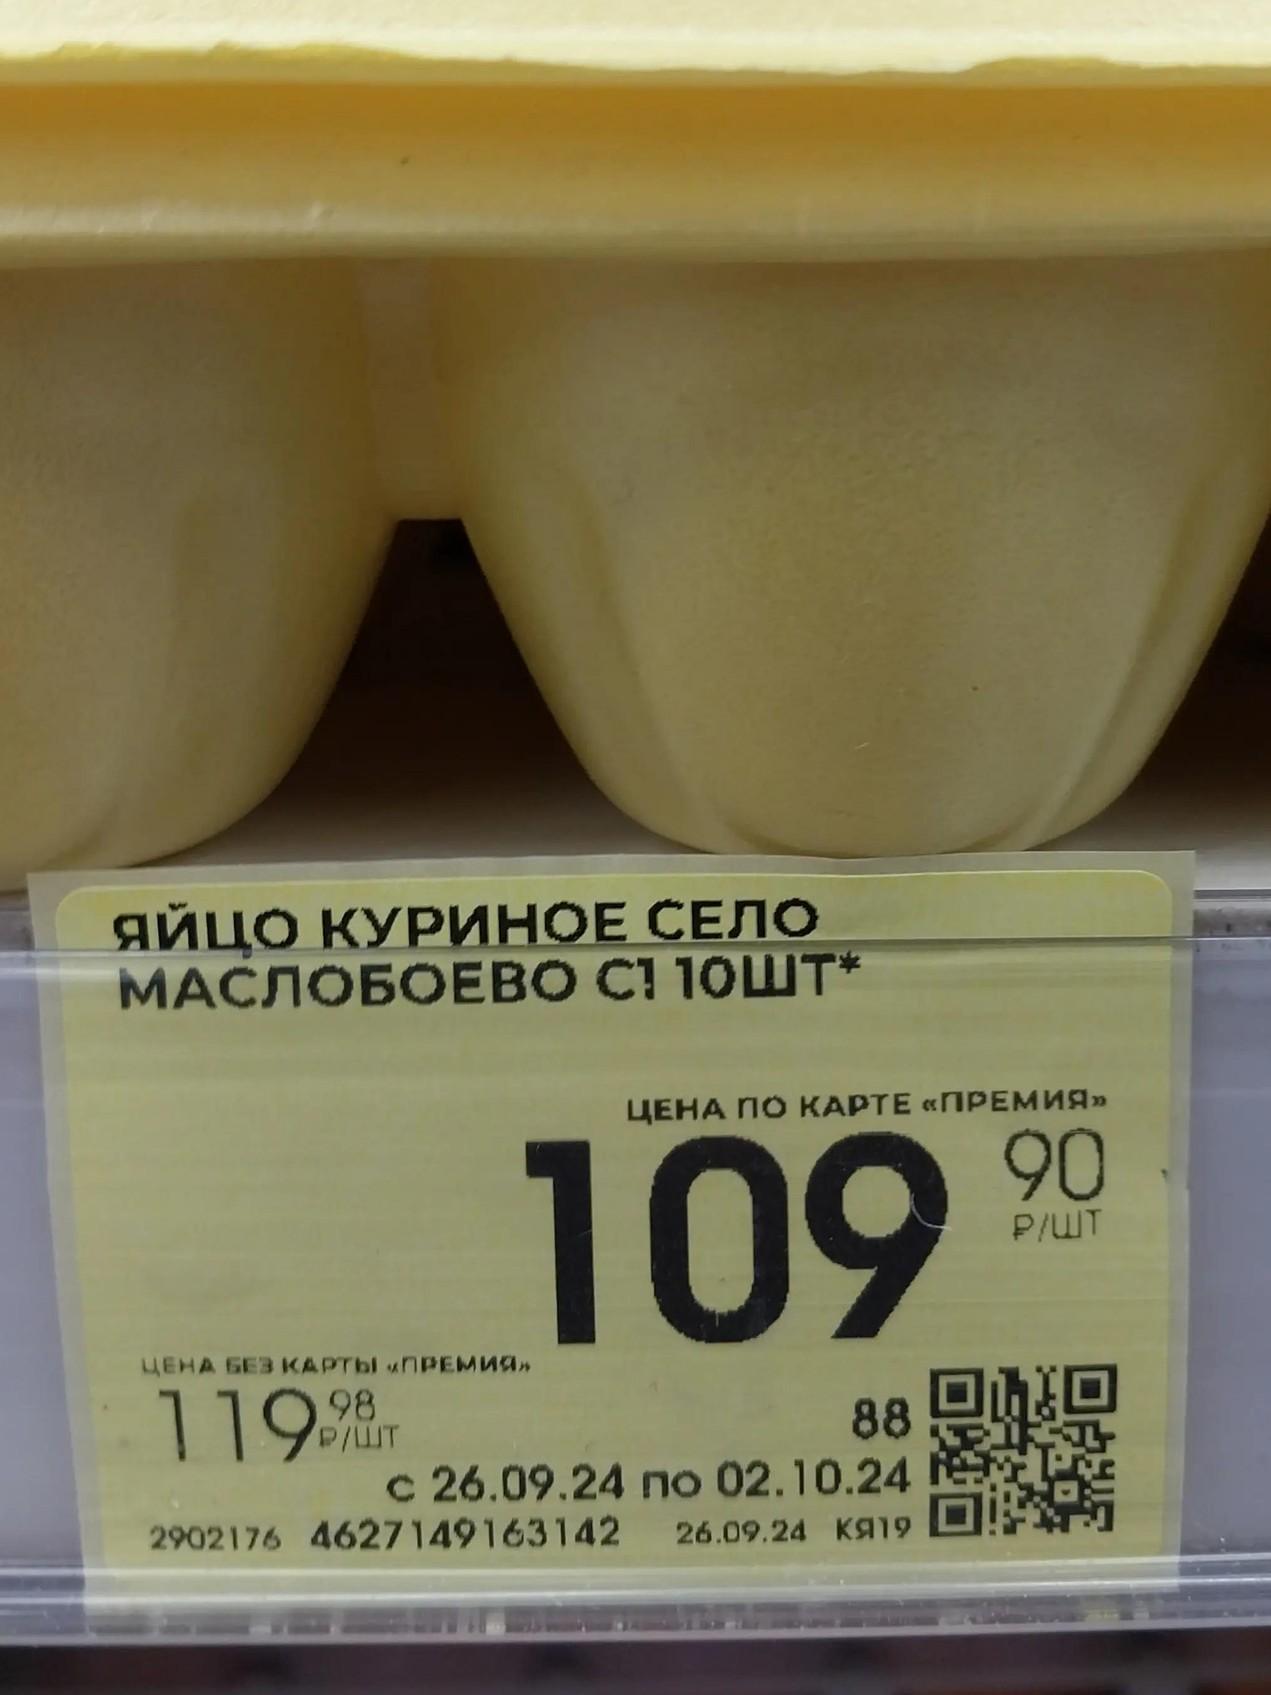 ЯЙЦО КУРИНОЕ СЕЛО
МАСЛОБОЕВО С1 10ШТ*
ЦЕНА ПО КАРТЕ «ПРЕМИЯ»
109 90
₽/ШТ
ЦЕНА БЕЗ КАРТЫ «ПРЕМИЯ»
119 98
₽/ШТ
88
с 26.09.24 по 02.10.24
2902176 4627149163142 26.09.24 КЯ19